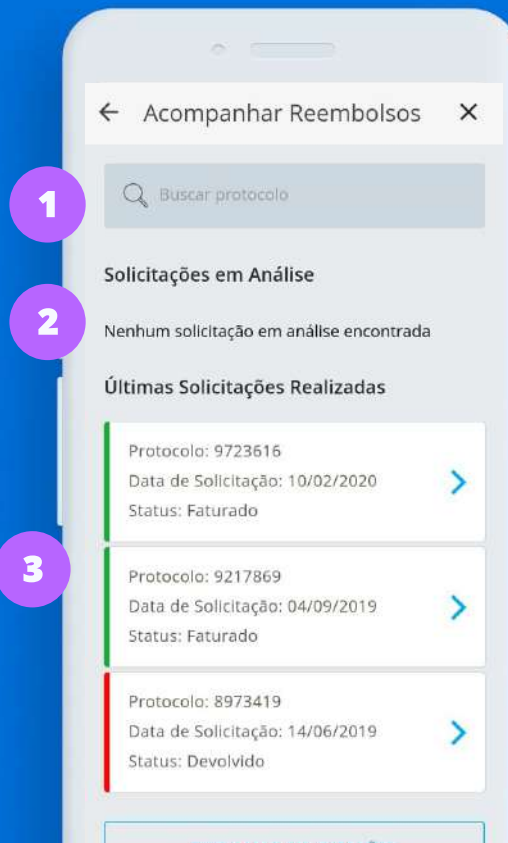 Acompanhar Reembolsos
1
Buscar protocolo
Solicitações em Análise
2
Nenhum solicitação em análise encontrada
Últimas Solicitações Realizadas
Protocolo: 9723616
Data de Solicitação: 10/02/2020
Status: Faturado
3
Protocolo: 9217869
Data de Solicitação: 04/09/2019
Status: Faturado
Protocolo: 8973419
Data de Solicitação: 14/06/2019
Status: Devolvido